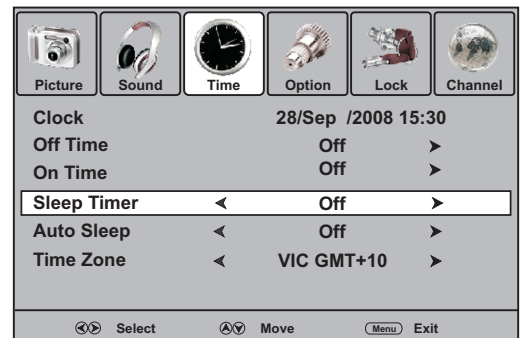 Picture Sound Time Option Lock Channel
Clock 28/Sep /2008 15:30
Off Time Off
On Time Off
Sleep Timer Off
Auto Sleep Off
Time Zone VIC GMT+10
Select Move Menu Exit